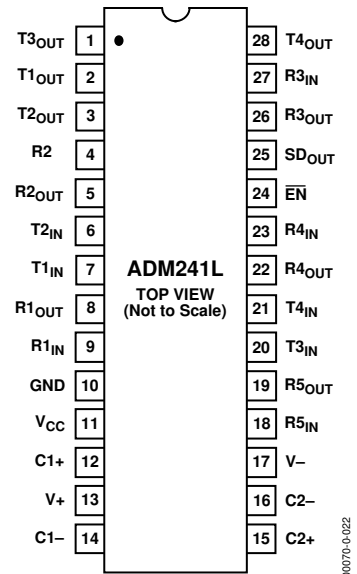 T3OUT 1 28 T4OUT
T1OUT 2 27 R3IN
T2OUT 3 26 R3OUT
R2 4 25 SDOUT
R2OUT 5 24 E̅N̅
T2IN 6 23 R4IN
T1IN 7 22 R4OUT
ADM241L
TOP VIEW
(Not to Scale)
R1OUT 8 21 T4IN
R1IN 9 20 T3IN
GND 10 19 R5OUT
VCC 11 18 R5IN
C1+ 12 17 V–
V+ 13 16 C2–
C1– 14 15 C2+
00070-0-022